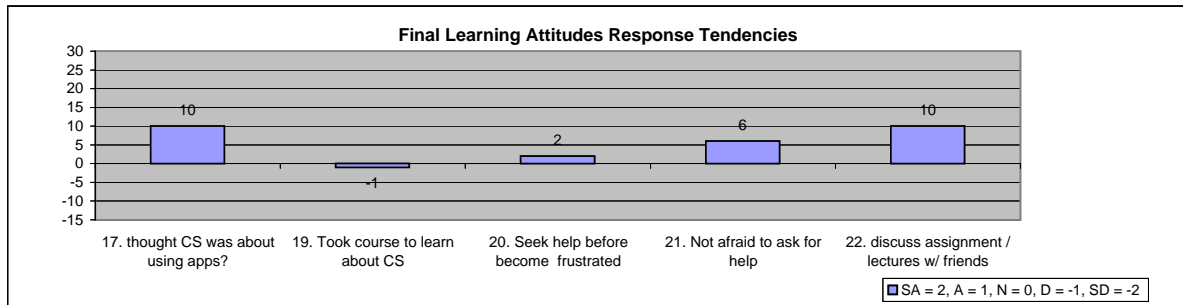 Final Learning Attitudes Response Tendencies
30
25
20
15
10
5
0
-5
-10
-15
10
-1
2
6
10
17. thought CS was about
using apps?
19. Took course to learn
about CS
20. Seek help before
become frustrated
21. Not afraid to ask for
help
22. discuss assignment /
lectures w/ friends
SA = 2, A = 1, N = 0, D = -1, SD = -2